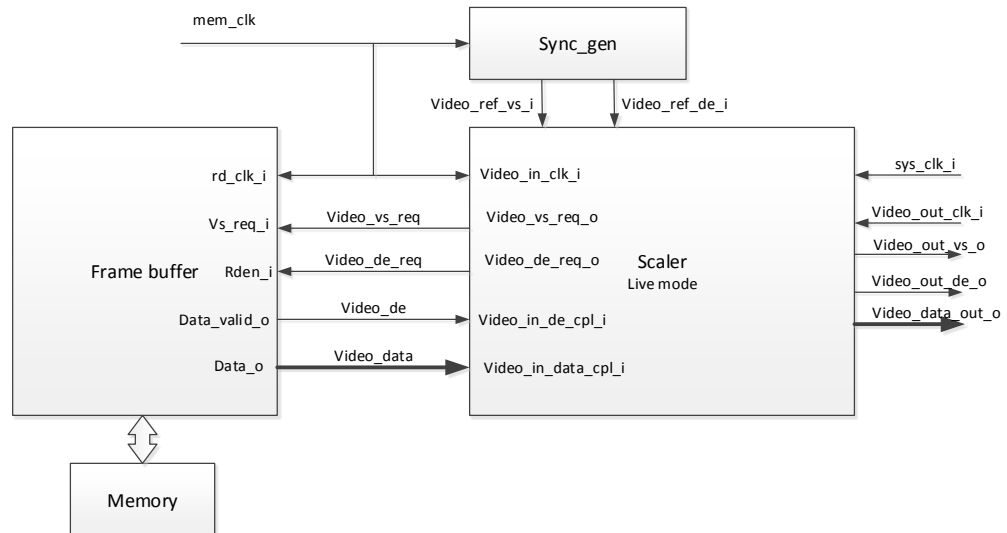 mem_clk
Sync_gen
Video_ref_vs_i
Video_ref_de_i
rd_clk_i
Video_in_clk_i
sys_clk_i
Vs_req_i
Video_vs_req
Video_vs_req_o
Video_out_clk_i
Video_out_vs_o
Frame buffer
Rden_i
Video_de_req
Video_de_req_o
Scaler
Live mode
Video_out_de_o
Data_valid_o
Video_de
Video_in_de_cpl_i
Video_data_out_o
Data_o
Video_data
Video_in_data_cpl_i
Memory